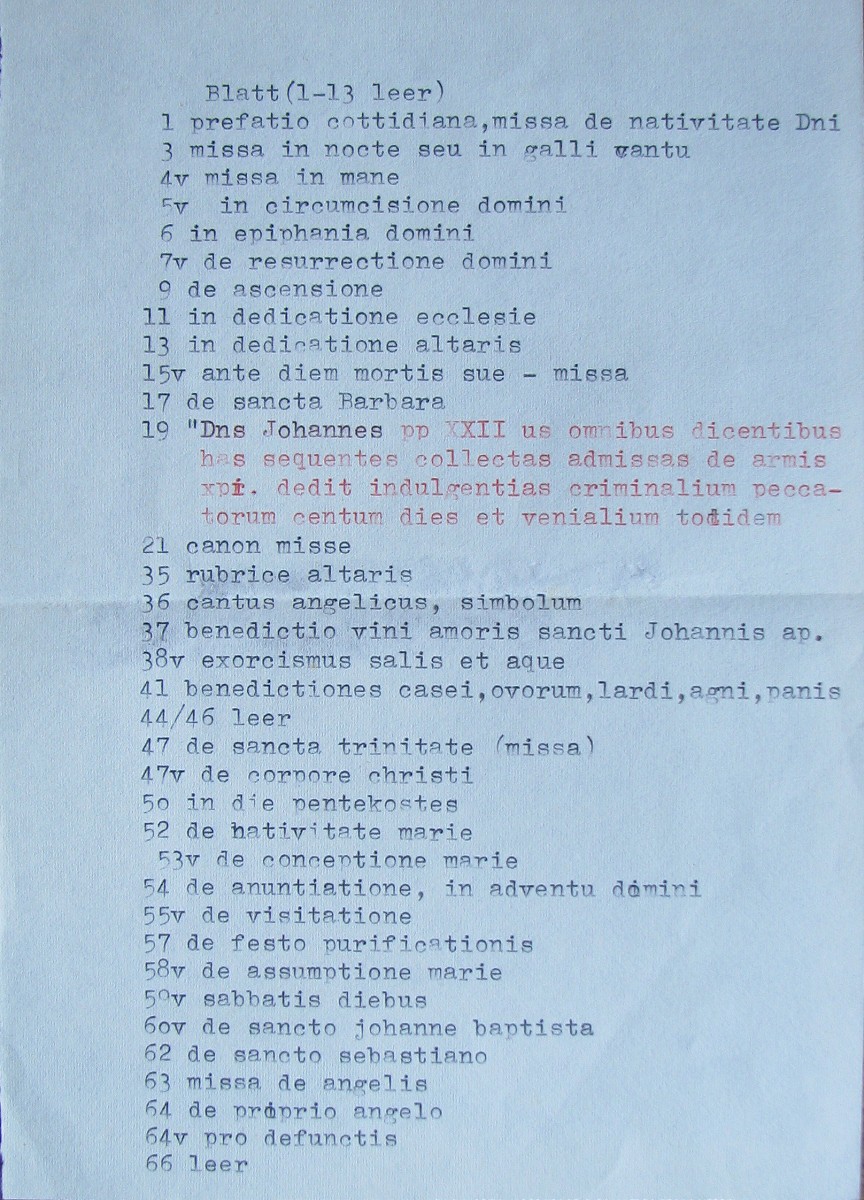 Blatt(1-13 leer)
1 prefatio cottidiana,missa de nativitate Dni
3 missa in nocte seu in galli cantu
4v missa in mane
5v in circumcisione domini
6 in epiphania domini
7v de resurrectione domini
9 de ascensione
11 in dedicatione ecclesie
13 in dedicatione altaris
15v ante diem mortis sue - missa
17 de sancta Barbara
19 "Dns Johannes pp XXII us omnibus dicentibus
has sequentes collectas admissas de armis
xpi. dedit indulgentias criminalium pecca-
torum centum dies et venialium totidem
21 canon misse
35 rubrice altaris
36 cantus angelicus, simbolum
37 benedictio vini amoris sancti Johannis ap.
38v exorcismus salis et aque
41 benedictiones casei,ovorum,lardi,agni,panis
44/46 leer
47 de sancta trinitate (missa)
47v de corpore christi
5o in die pentekostes
52 de nativitate marie
53v de conceptione marie
54 de anuntiatione, in adventu domini
55v de visitatione
57 de festo purificationis
58v de assumptione marie
59v sabbatis diebus
6ov de sancto johanne baptista
62 de sancto sebastiano
63 missa de angelis
64 de proprio angelo
64v pro defunctis
66 leer